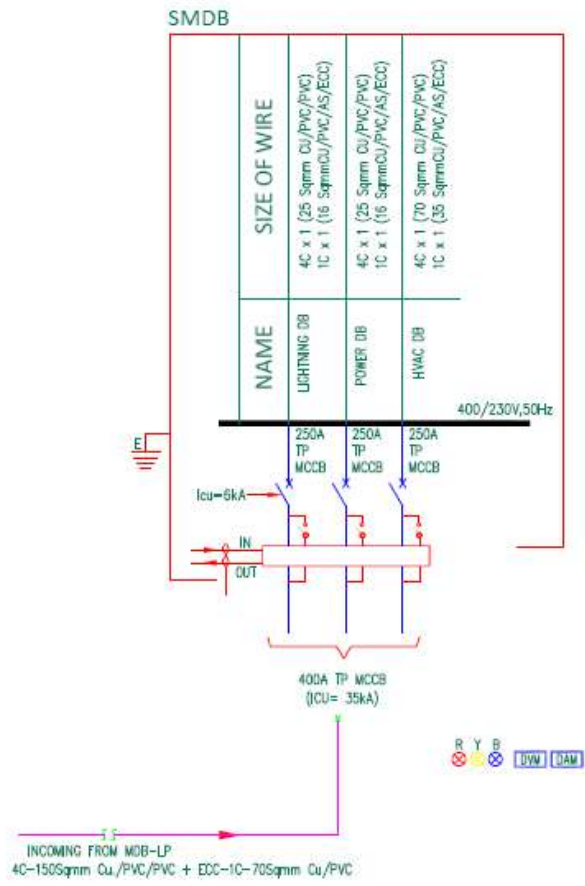 SMDB
SIZE OF WIRE
4C x 1 (25 Sqmm CU/PVC/PVC)
1C x 1 (16 SqmmCU/PVC/AS/ECC)
4C x 1 (25 Sqmm CU/PVC/PVC)
1C x 1 (16 SqmmCU/PVC/AS/ECC)
4C x 1 (70 Sqmm CU/PVC/PVC)
1C x 1 (35 SqmmCU/PVC/AS/ECC)
NAME
LIGHTNING DB
POWER DB
HVAC DB
400/230V,50Hz
E
250A
TP
MCCB
250A
TP
MCCB
250A
TP
MCCB
Icu=6kA
IN
OUT
400A TP MCCB
(ICU= 35kA)
R Y B
DVM DAM
INCOMING FROM MDB-LP
4C-150Sqmm Cu./PVC/PVC + ECC-1C-70Sqmm Cu/PVC